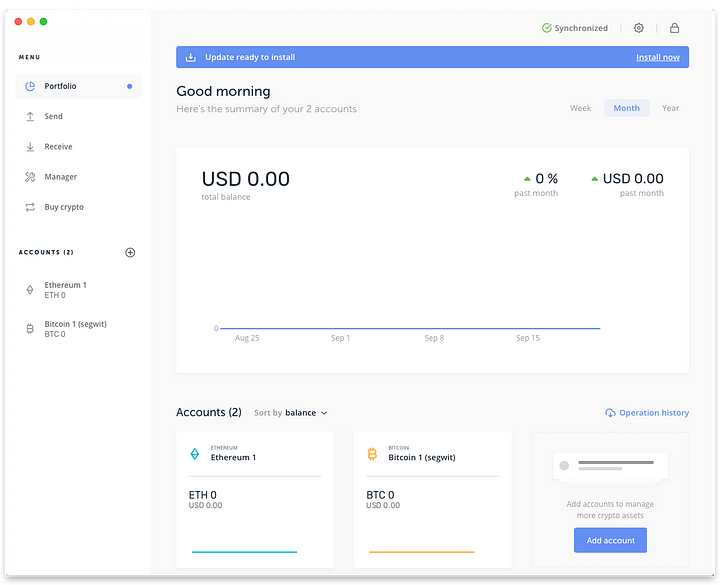 Synchronized
MENU
Portfolio
Send
Receive
Manager
Buy crypto
ACCOUNTS (2)
Ethereum 1
ETH 0
Bitcoin 1 (segwit)
BTC 0
Update ready to install
Install now
Good morning
Here's the summary of your 2 accounts
Week Month Year
USD 0.00
total balance
0 %
past month
USD 0.00
past month
0
Aug 25 Sep 1 Sep 8 Sep 15
Accounts (2)
Sort by balance
Operation history
ETHEREUM
Ethereum 1
ETH 0
USD 0.00
BITCOIN
Bitcoin 1 (segwit)
BTC 0
USD 0.00
Add accounts to manage
more crypto assets
Add account